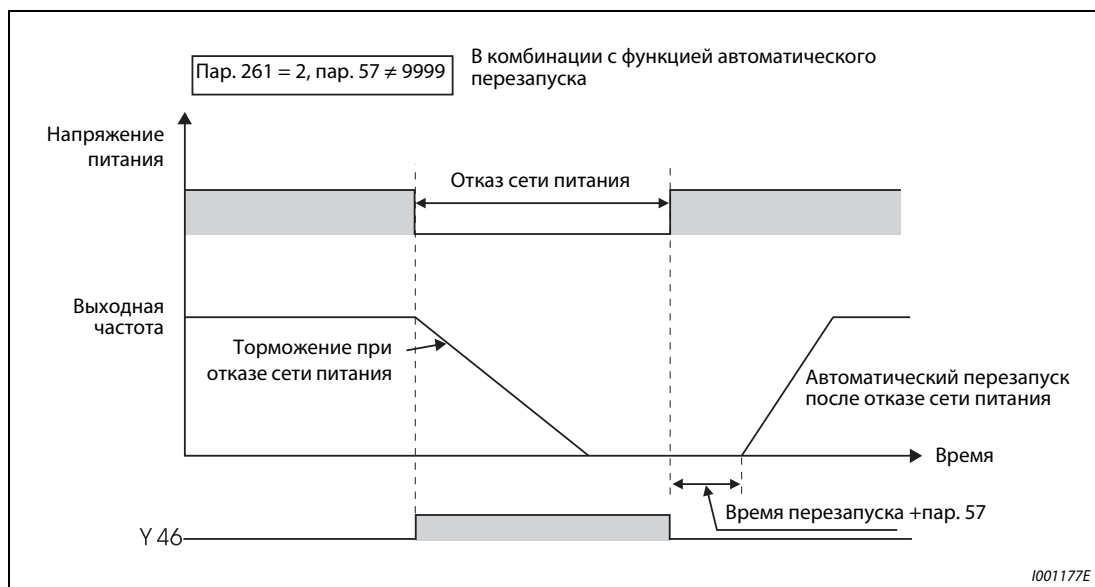 Пар. 261 = 2, пар. 57 ≠ 9999
В комбинации с функцией автоматического
перезапуска
Напряжение
питания
Отказ сети питания
Выходная
частота
Торможение при
отказе сети питания
Автоматический перезапуск
после отказе сети питания
Время
Время перезапуска +пар. 57
Y 46
I001177E